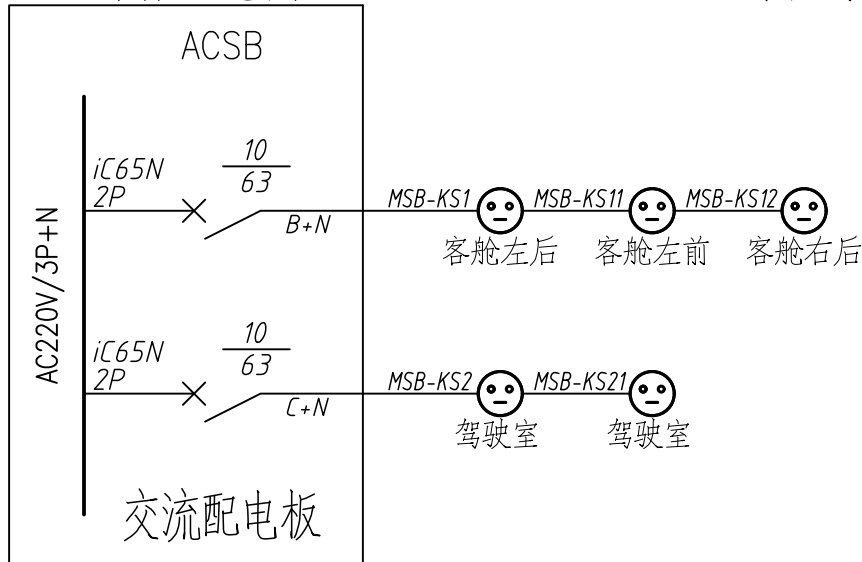 ACSB
AC220V/3P+N
iC65N
2P
10
63
B+N
MSB-KS1
MSB-KS11
MSB-KS12
客舱左后
客舱左前
客舱右后
iC65N
2P
10
63
C+N
MSB-KS2
MSB-KS21
驾驶室
驾驶室
交流配电板